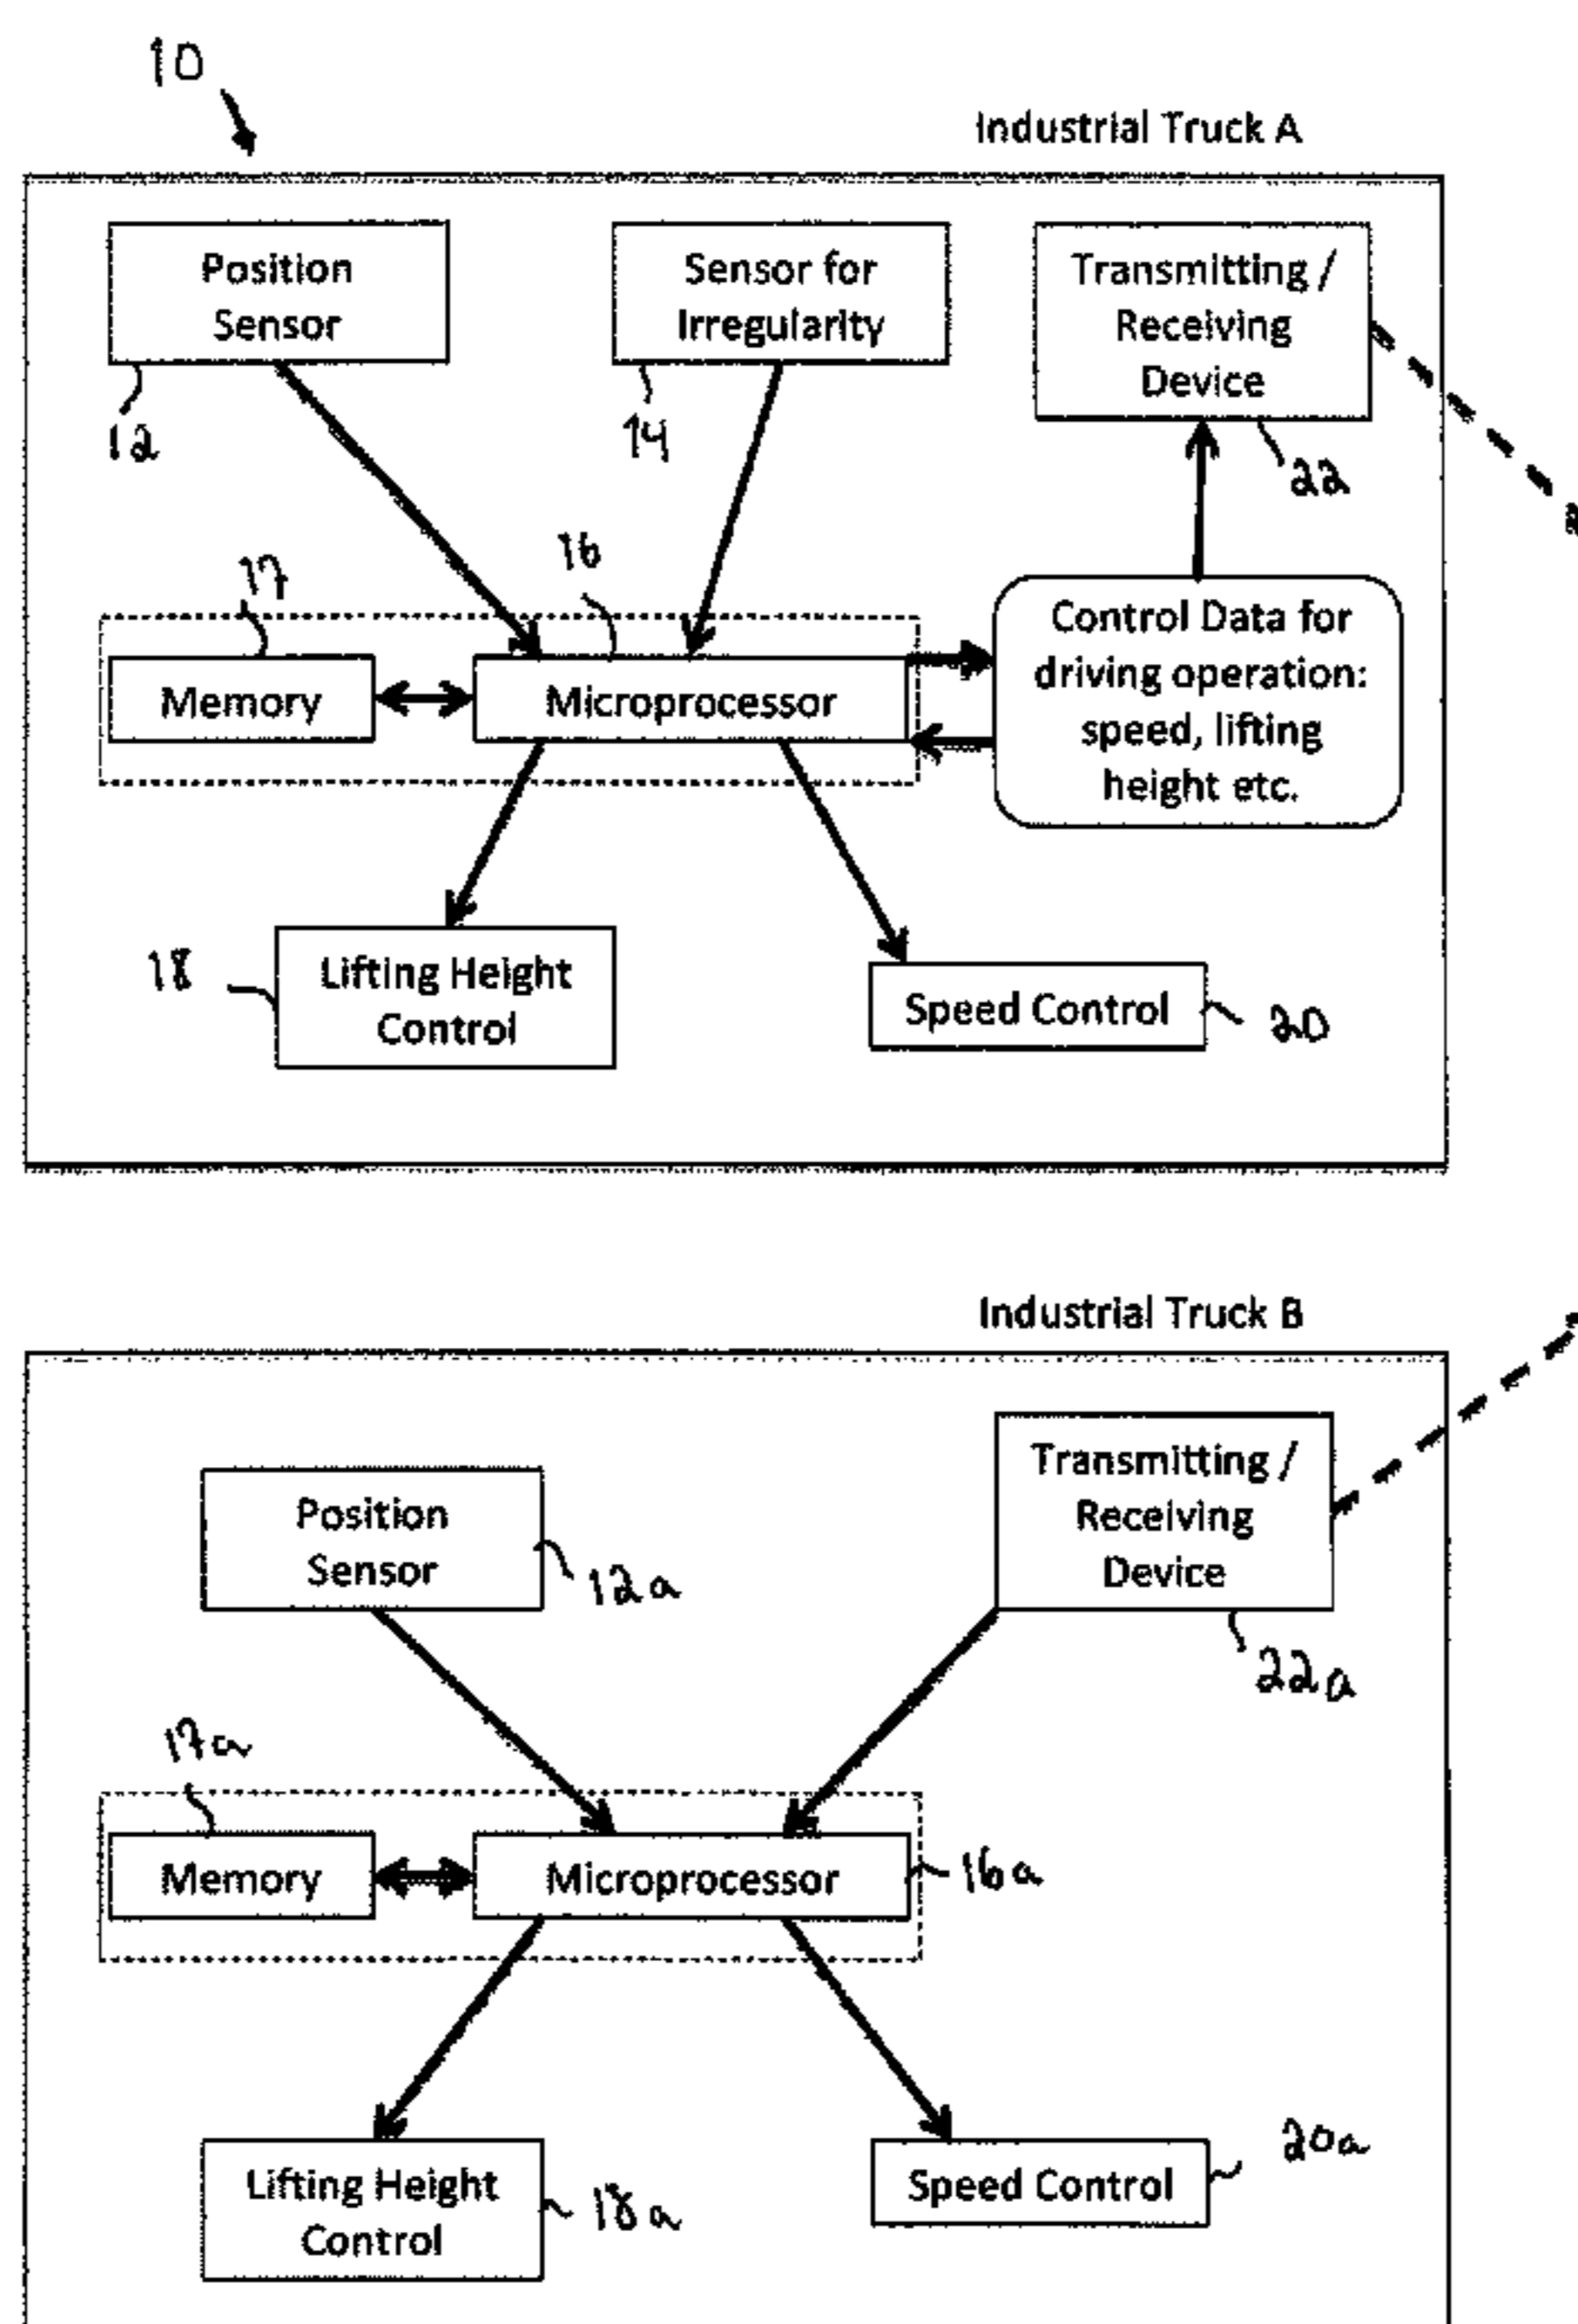 10
Industrial Truck A
Position
Sensor
12
Sensor for
Irregularity
14
Transmitting /
Receiving
Device
22
17
16
Memory
Microprocessor
Control Data for
driving operation:
speed, lifting
height etc.
18
Lifting Height
Control
Speed Control
20
Industrial Truck B
Position
Sensor
12a
Transmitting /
Receiving
Device
22a
17a
Memory
Microprocessor
16a
Lifting Height
Control
18a
Speed Control
20a